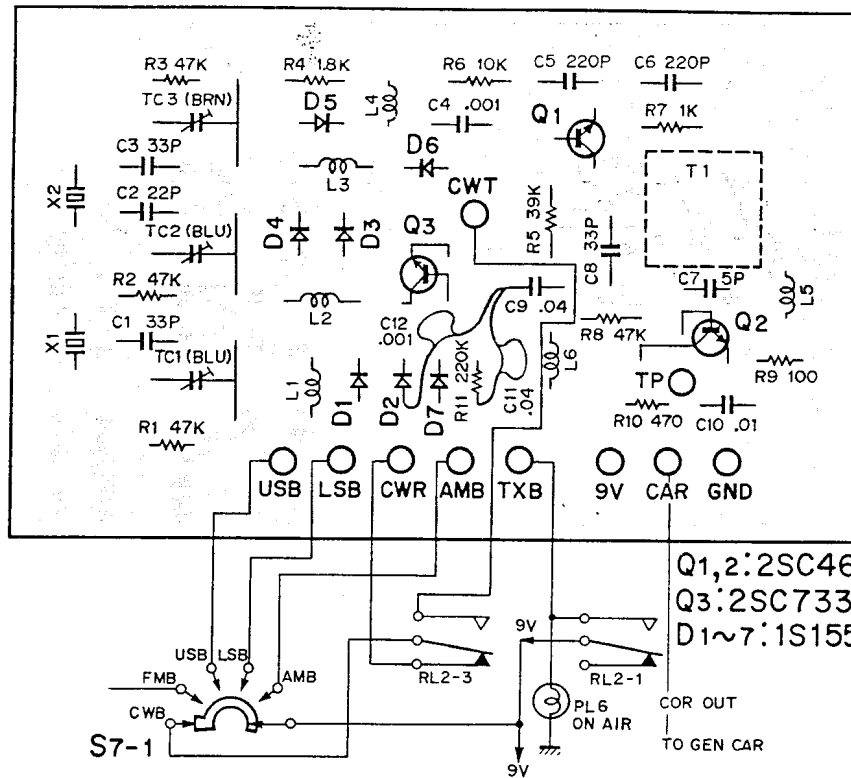 R3 47K
R4 1.8K
R6 10K
C5 220P
C6 220P
TC3 (BRN)
D5
L4
C4 .001
Q1
R7 1K
C3 33P
L3
D6
T1
X2
C2 22P
CWT
R5 39K
TC2 (BLU)
D4
D3
Q3
C8 33P
R2 47K
L2
C9 .04
C7 5P
L5
X1
C1 33P
C12 .001
R8 47K
Q2
TC1 (BLU)
L1
D1
D2
D7
R11 220K
C11 .04
L6
TP
R9 100
R1 47K
R10 470
C10 .01
USB
LSB
CWR
AMB
TXB
9V
CAR
GND
Q1,2:2SC46
Q3:2SC733
D1~7:1S155
USB
LSB
AMB
FMB
CWB
S7-1
RL2-3
9V
RL2-1
PL6
ON AIR
COR OUT
TO GEN CAR
9V